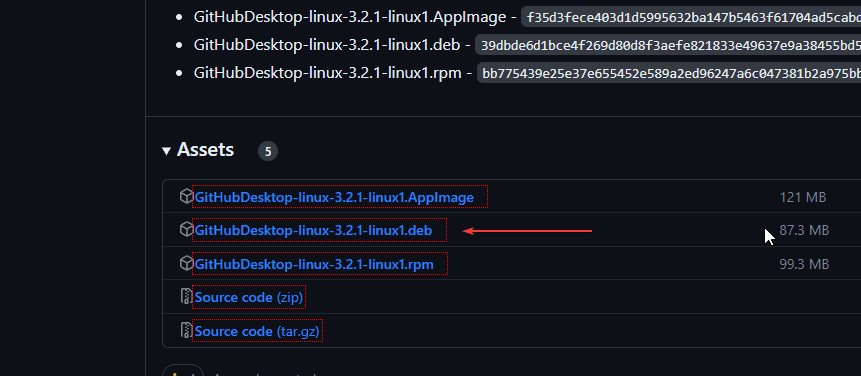 GitHubDesktop-linux-3.2.1-linux1.AppImage - f35d3fece403d1d5995632ba147b5463f61704ad5cabd
GitHubDesktop-linux-3.2.1-linux1.deb - 39dbde6d1bce4f269d80d8f3aefe821833e49637e9a38455bd5
GitHubDesktop-linux-3.2.1-linux1.rpm - bb775439e25e37e655452e589a2ed96247a6c047381b2a975bb
Assets 5
GitHubDesktop-linux-3.2.1-linux1.AppImage 121 MB
GitHubDesktop-linux-3.2.1-linux1.deb 87.3 MB
GitHubDesktop-linux-3.2.1-linux1.rpm 99.3 MB
Source code (zip)
Source code (tar.gz)